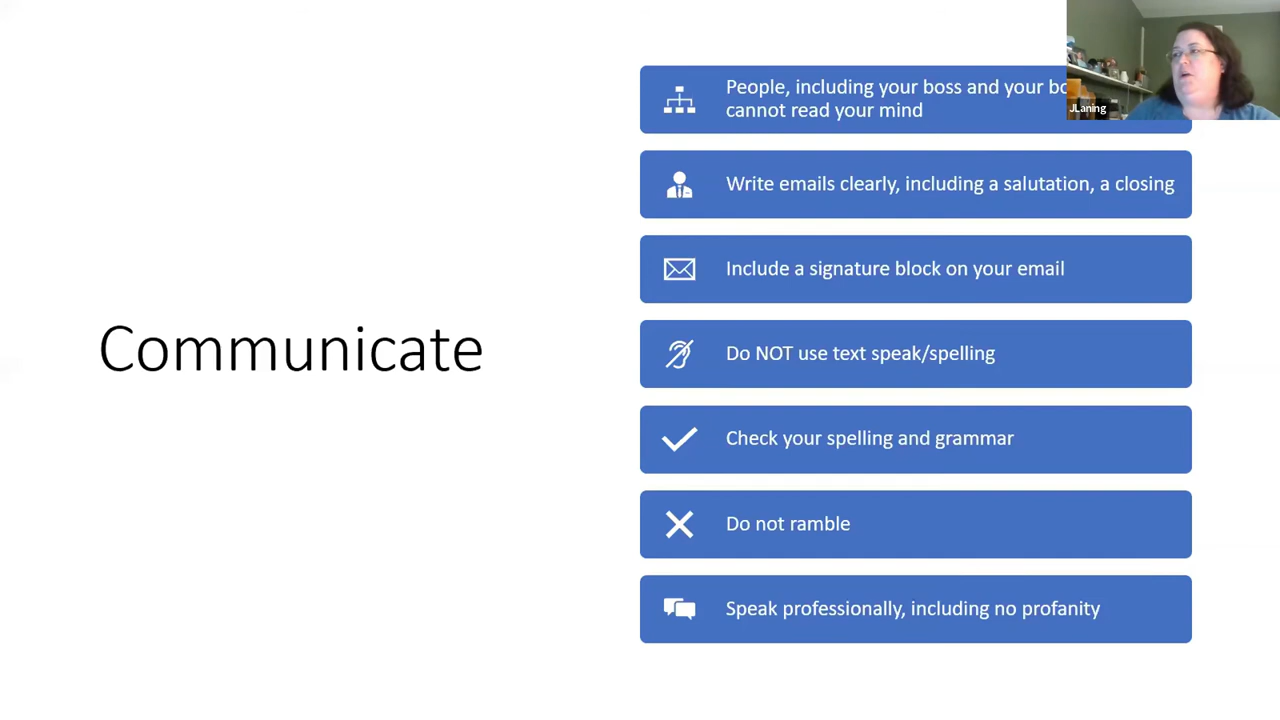 People, including your boss and your
cannot read your mind
JLaning
Write emails clearly, including a salutation, a closing
Include a signature block on your email
Communicate
Do NOT use text speak/spelling
Check your spelling and grammar
Do not ramble
Speak professionally, including no profanity